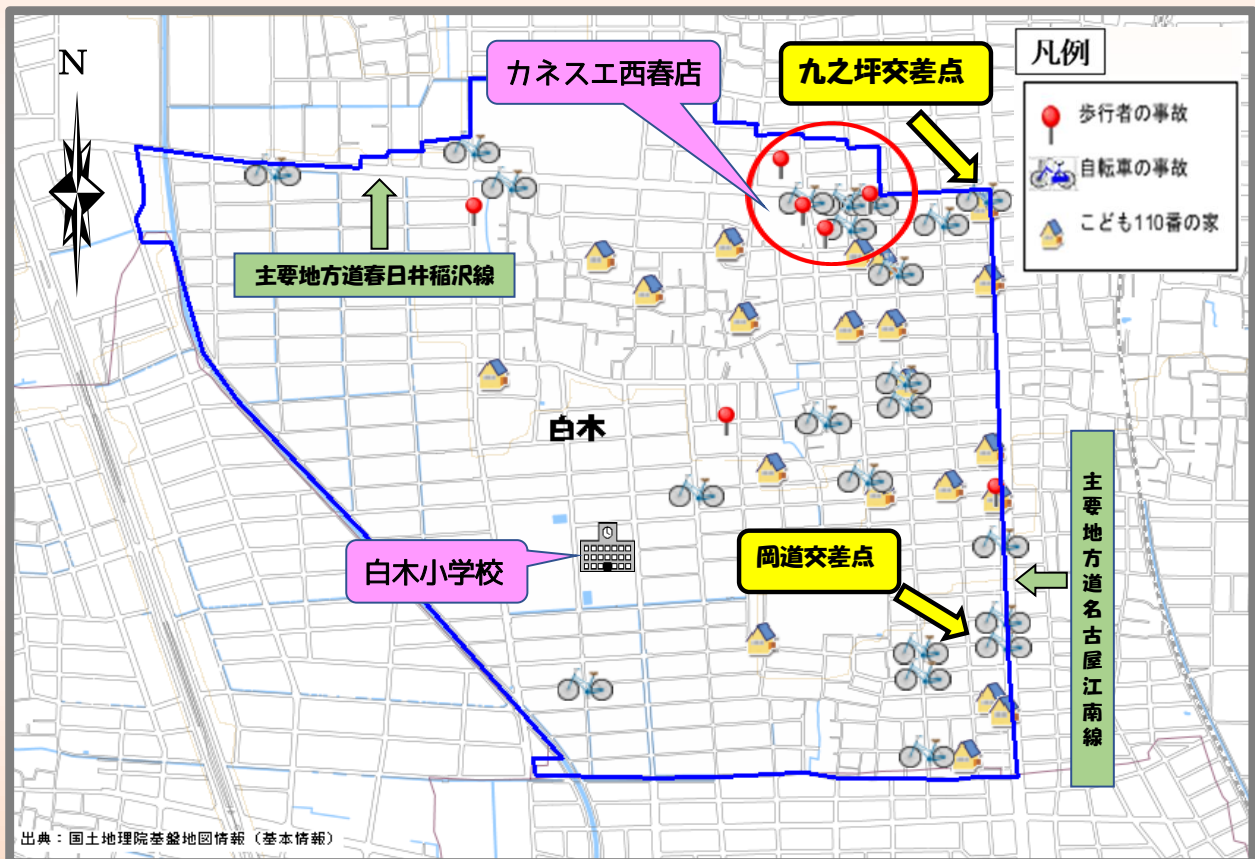 N
カネスエ西春店
九之坪交差点
凡例
歩行者の事故
自転車の事故
こども110番の家
主要地方道春日井稲沢線
白木
白木小学校
岡道交差点
主要地方道名古屋江南線
出典：国土地理院基盤地図情報（基本情報）